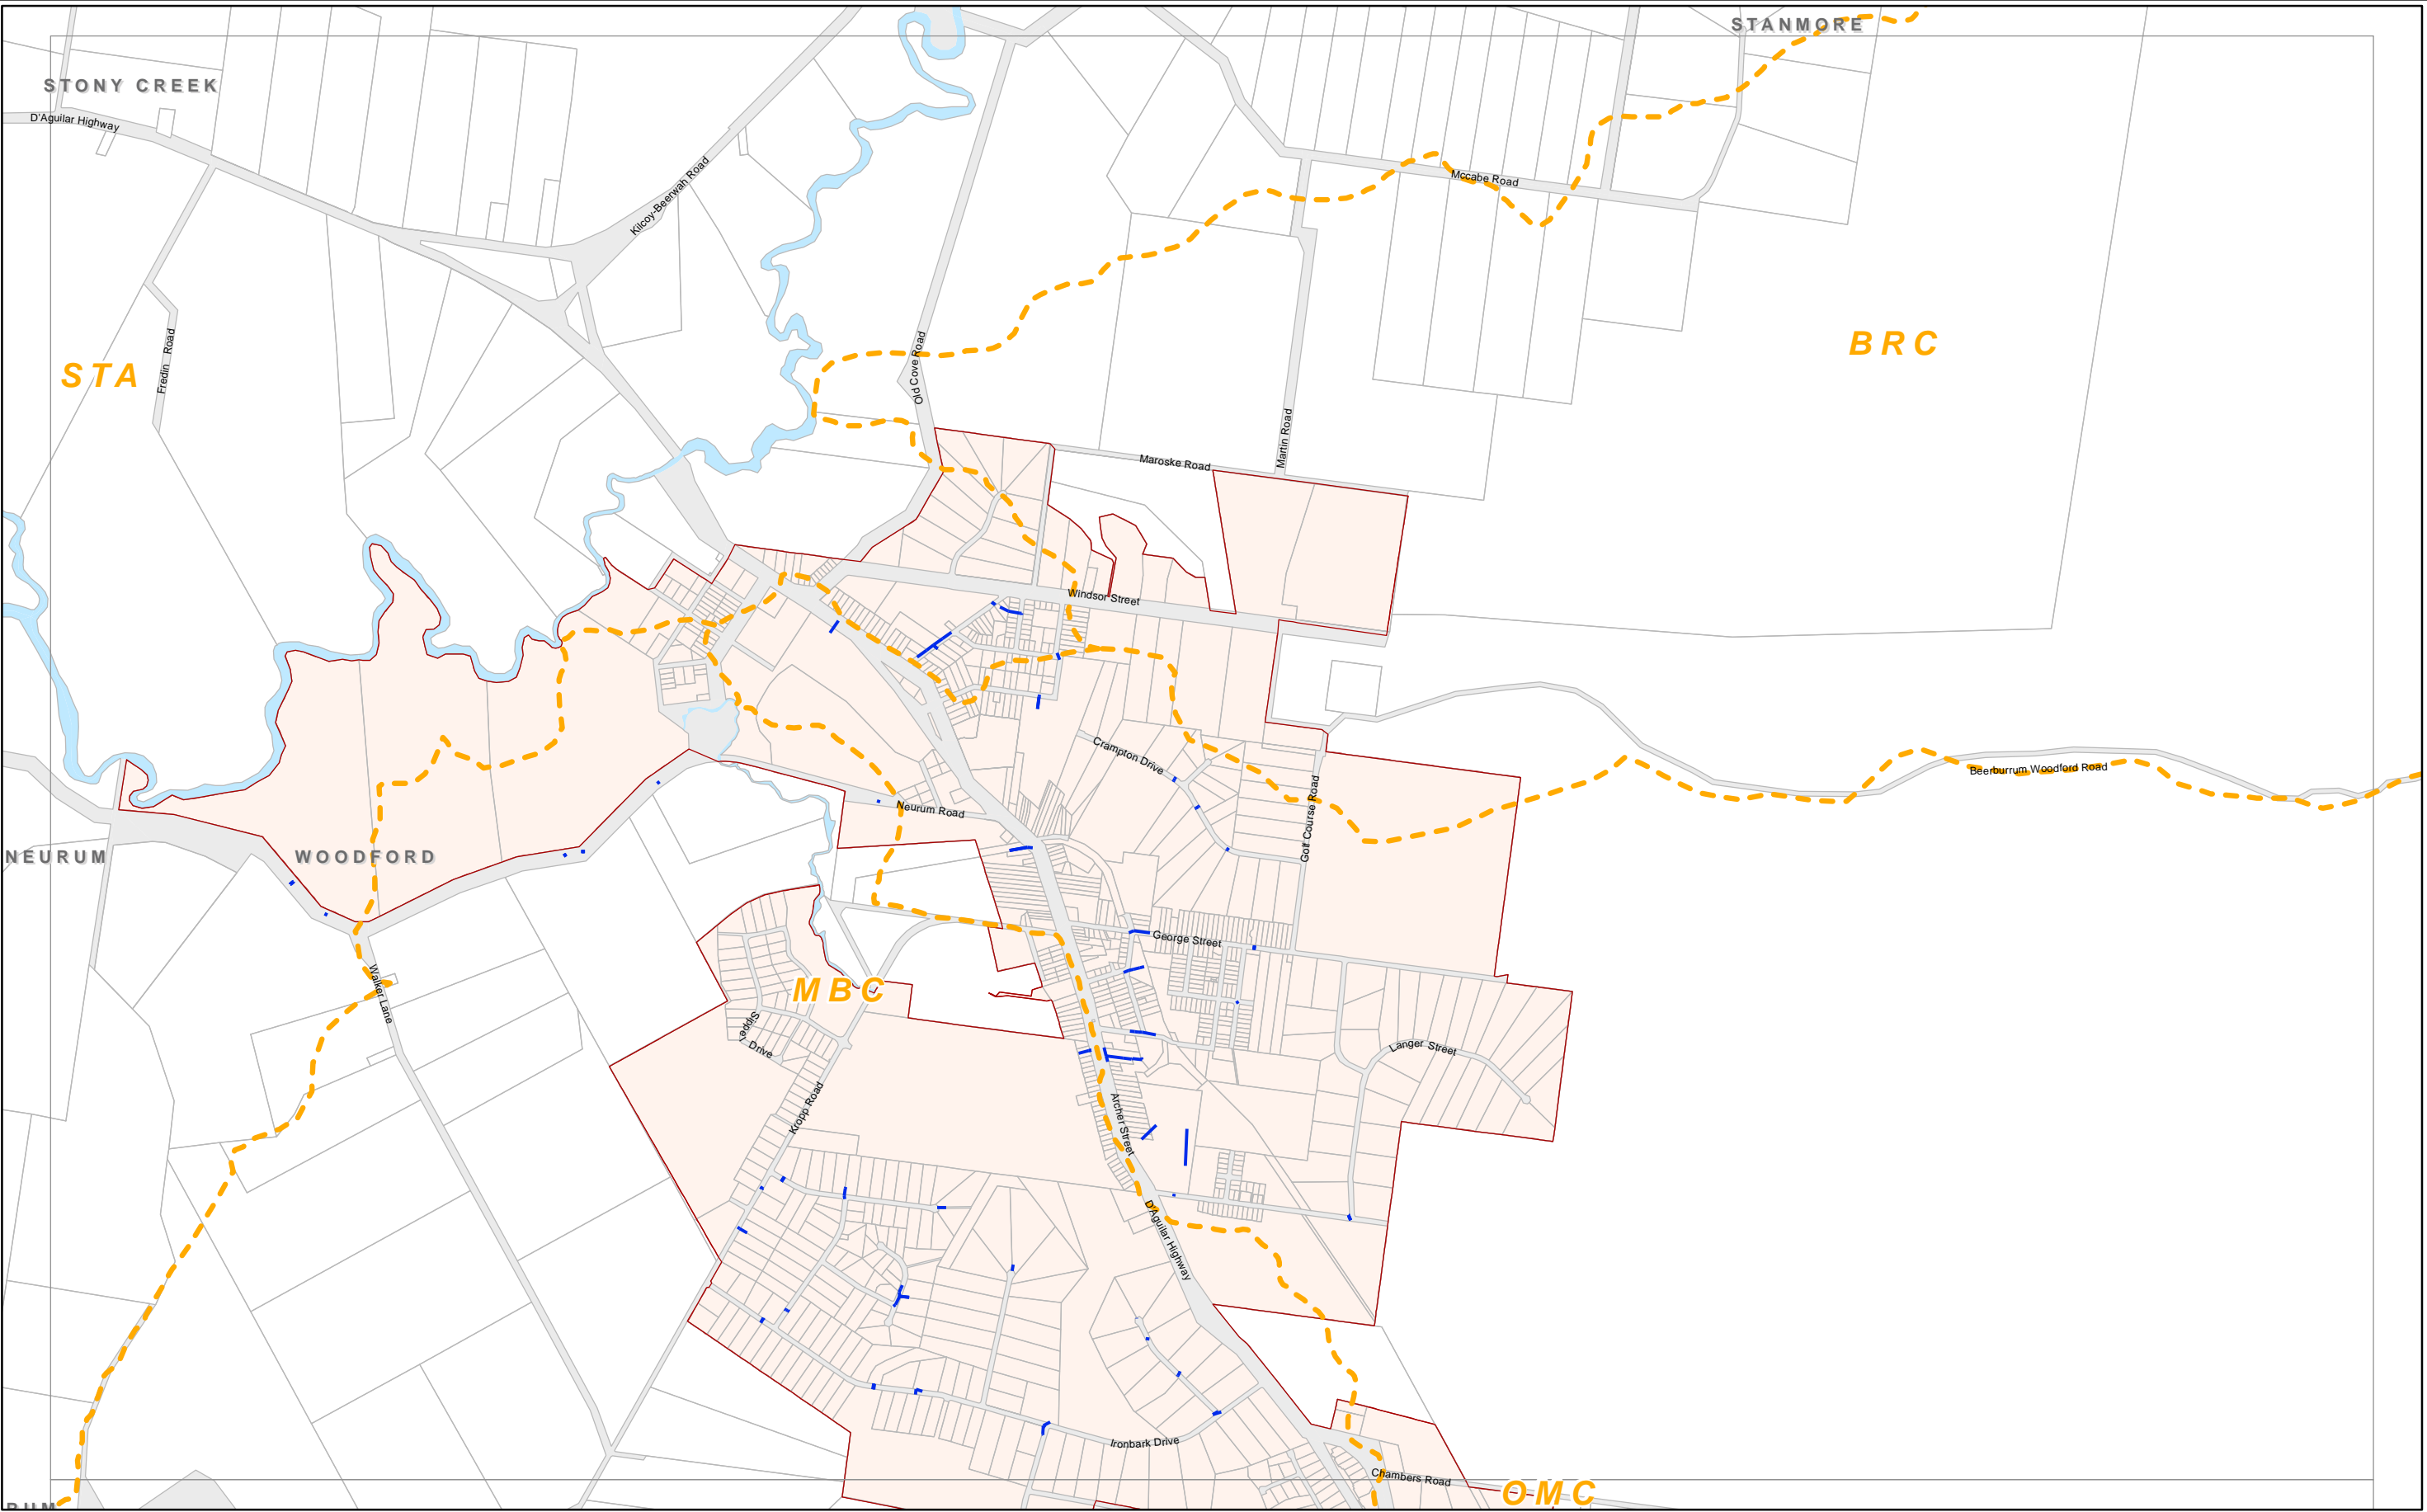 STANMORE
STONY CREEK
D'Aguilar Highway
Kilcoy-Beerwah Road
Mccabe Road
BRC
STA
Fredin Road
Old Cove Road
Martin Road
Maroske Road
Windsor Street
Crampton Drive
Beerburrum Woodford Road
Neurum Road
Golf Course Road
NEURUM
WOODFORD
George Street
Walker Lane
MBC
Sippel Drive
Langer Street
Kropp Road
Archer Street
D'Aguilar Highway
Ironbark Drive
Chambers Road
OMC